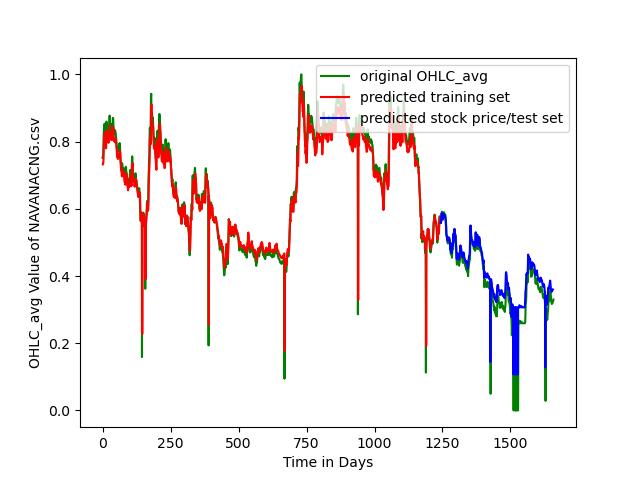 original OHLC_avg
predicted training set
predicted stock price/test set
OHLC_avg Value of NAVANACNG.csv
1.0
0.8
0.6
0.4
0.2
0.0
0 250 500 750 1000 1250 1500
Time in Days